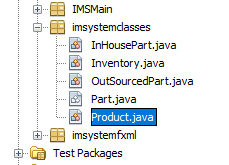 IMSMain
imsystemclasses
InHousePart.java
Inventory.java
OutSourcedPart.java
Part.java
Product.java
imsystemfxml
Test Packages